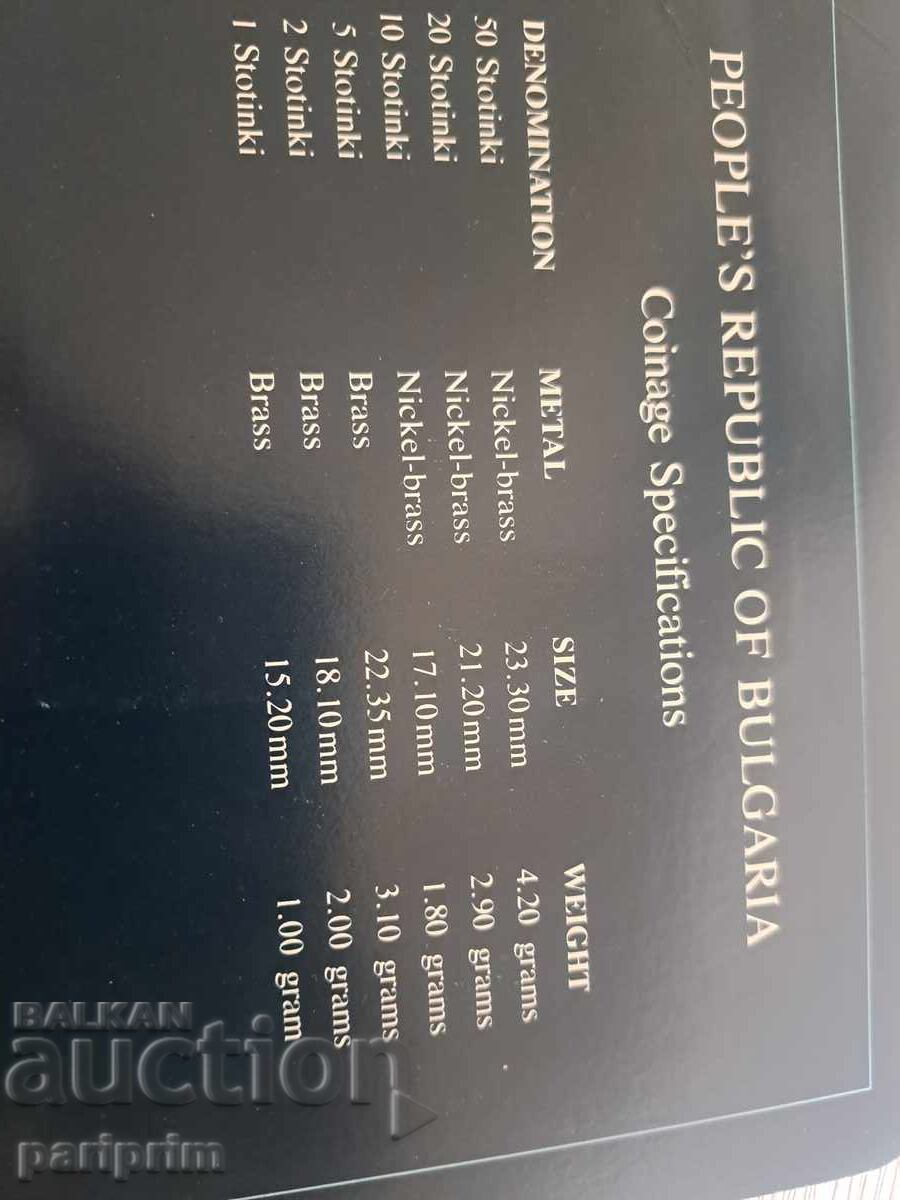 PEOPLE'S REPUBLIC OF BULGARIA
Coinage Specifications
DENOMINATION METAL SIZE WEIGHT
50 Stotinki Nickel-brass 23.30mm 4.20 grams
20 Stotinki Nickel-brass 21.20mm 2.90 grams
10 Stotinki Nickel-brass 17.10mm 1.80 grams
5 Stotinki Brass 22.35mm 3.10 grams
2 Stotinki Brass 18.10mm 2.00 grams
1 Stotinki Brass 15.20mm 1.00 gram
BALKAN
auction
pariprim